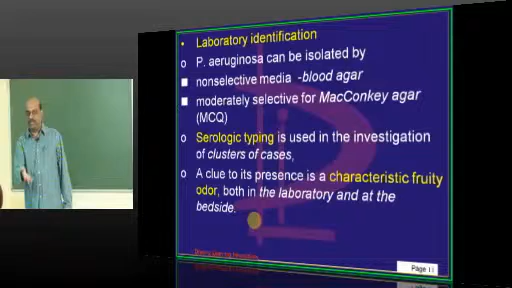 Laboratory identification
P. aeruginosa can be isolated by
nonselective media -blood agar
moderately selective for MacConkey agar
(MCQ)
Serologic typing is used in the investigation
of clusters of cases,
A clue to its presence is a characteristic fruity
odor, both in the laboratory and at the
bedside.
Page 11